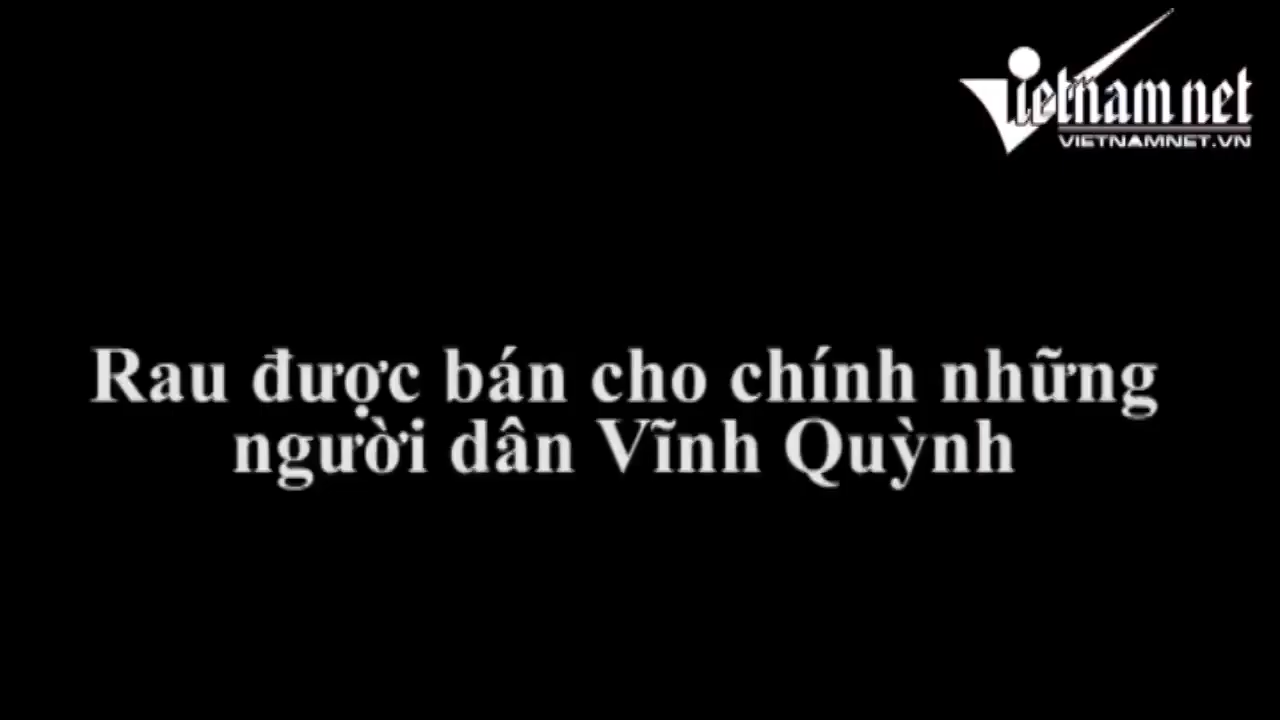 vietnamnet
VIETNAMNET.VN
Rau được bán cho chính những
người dân Vĩnh Quỳnh